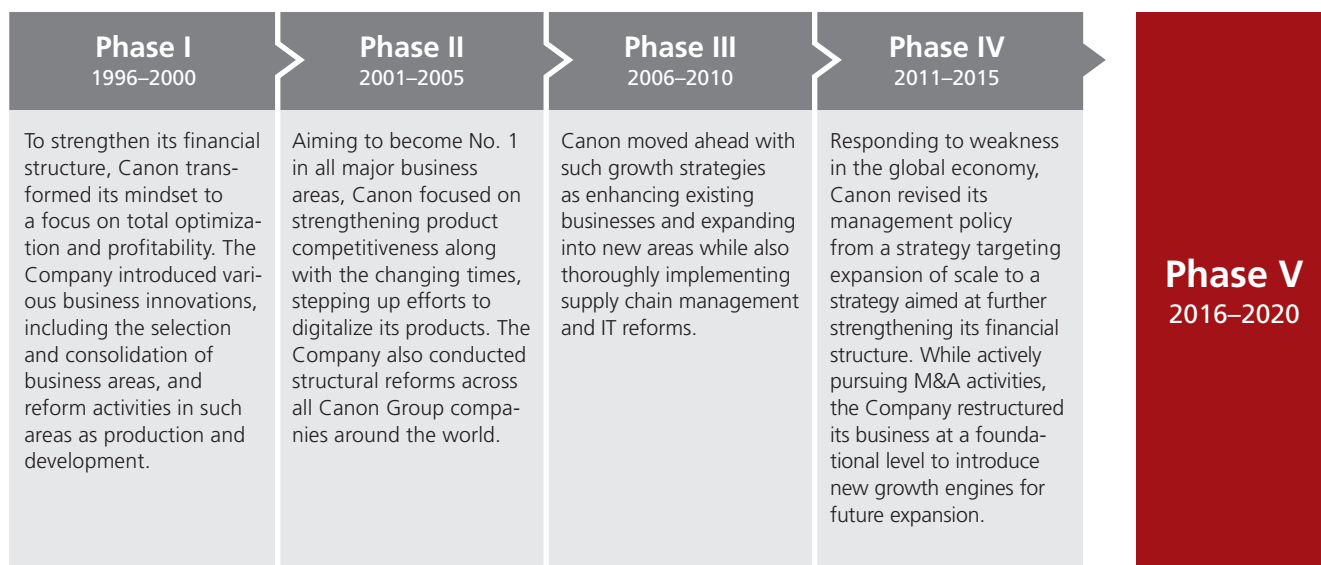 Phase I
1996–2000
To strengthen its financial
structure, Canon trans-
formed its mindset to
a focus on total optimiza-
tion and profitability. The
Company introduced vari-
ous business innovations,
including the selection
and consolidation of
business areas, and
reform activities in such
areas as production and
development.
Phase II
2001–2005
Aiming to become No. 1
in all major business
areas, Canon focused on
strengthening product
competitiveness along
with the changing times,
stepping up efforts to
digitalize its products. The
Company also conducted
structural reforms across
all Canon Group compa-
nies around the world.
Phase III
2006–2010
Canon moved ahead with
such growth strategies
as enhancing existing
businesses and expanding
into new areas while also
thoroughly implementing
supply chain management
and IT reforms.
Phase IV
2011–2015
Responding to weakness
in the global economy,
Canon revised its
management policy
from a strategy targeting
expansion of scale to a
strategy aimed at further
strengthening its financial
structure. While actively
pursuing M&A activities,
the Company restructured
its business at a founda-
tional level to introduce
new growth engines for
future expansion.
Phase V
2016–2020